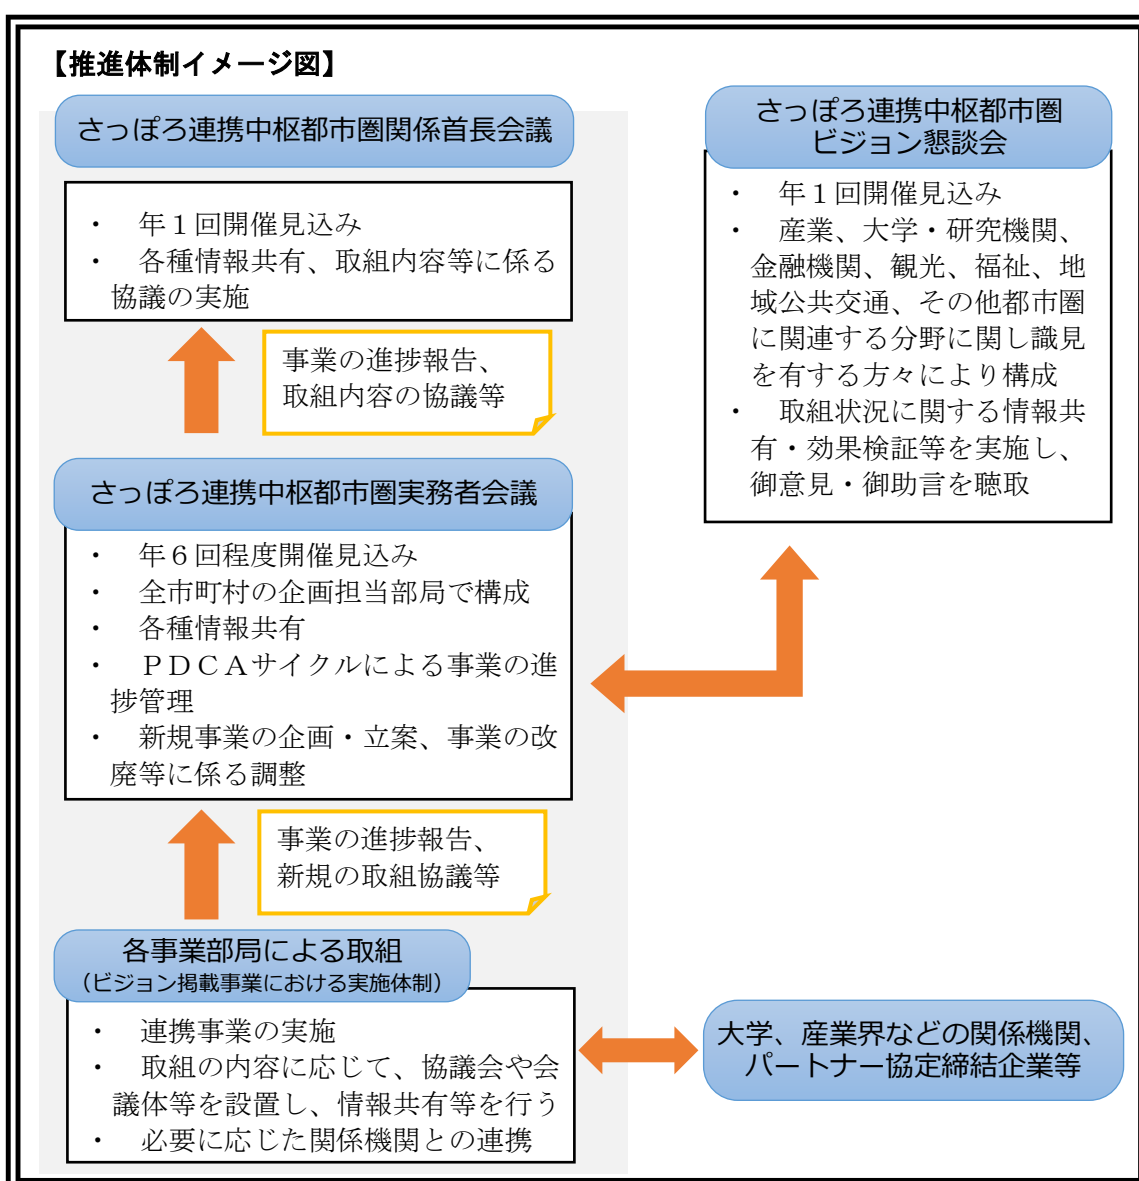 【推進体制イメージ図】
さっぽろ連携中枢都市圏関係首長会議
・　年１回開催見込み
・　各種情報共有、取組内容等に係る
協議の実施
事業の進捗報告、
取組内容の協議等
さっぽろ連携中枢都市圏実務者会議
・　年６回程度開催見込み
・　全市町村の企画担当部局で構成
・　各種情報共有
・　ＰＤＣＡサイクルによる事業の進
捗管理
・　新規事業の企画・立案、事業の改
廃等に係る調整
事業の進捗報告、
新規の取組協議等
各事業部局による取組
（ビジョン掲載事業における実施体制）
・　連携事業の実施
・　取組の内容に応じて、協議会や会
議体等を設置し、情報共有等を行う
・　必要に応じた関係機関との連携
さっぽろ連携中枢都市圏
ビジョン懇談会
・　年１回開催見込み
・　産業、大学・研究機関、
金融機関、観光、福祉、地
域公共交通、その他都市圏
に関連する分野に関し識見
を有する方々により構成
・　取組状況に関する情報共
有・効果検証等を実施し、
御意見・御助言を聴取
大学、産業界などの関係機関、
パートナー協定締結企業等